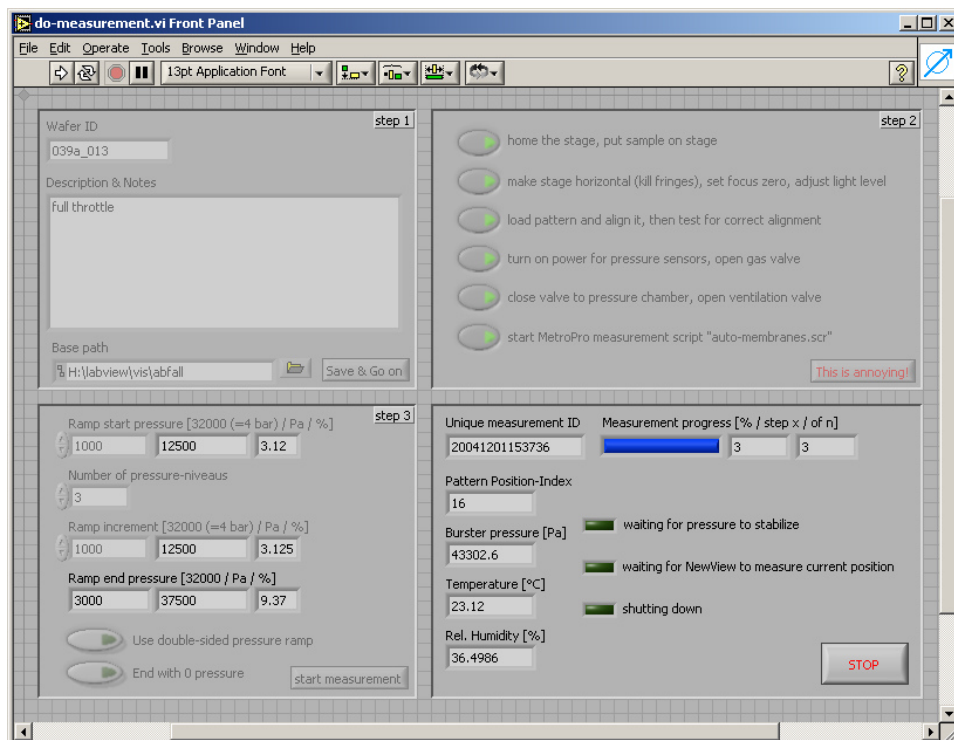 do-measurement.vi Front Panel
File Edit Operate Tools Browse Window Help
13pt Application Font
step 1
Wafer ID
039a_013
Description & Notes
full throttle
Base path
H:\labview\vis\abfall
Save & Go on
step 2
home the stage, put sample on stage
make stage horizontal (kill fringes), set focus zero, adjust light level
load pattern and align it, then test for correct alignment
turn on power for pressure sensors, open gas valve
close valve to pressure chamber, open ventilation valve
start MetroPro measurement script "auto-membranes.scr"
This is annoying!
step 3
Ramp start pressure [32000 (=4 bar) / Pa / %]
1000 12500 3.12
Number of pressure-niveaus
3
Ramp increment [32000 (=4 bar) / Pa / %]
1000 12500 3.125
Ramp end pressure [32000 / Pa / %]
3000 37500 9.37
Use double-sided pressure ramp
End with 0 pressure
start measurement
Unique measurement ID
20041201153736
Measurement progress [% / step x / of n]
3 3
Pattern Position-Index
16
Burster pressure [Pa]
43302.6
Temperature [°C]
23.12
Rel. Humidity [%]
36.4986
waiting for pressure to stabilize
waiting for NewView to measure current position
shutting down
STOP